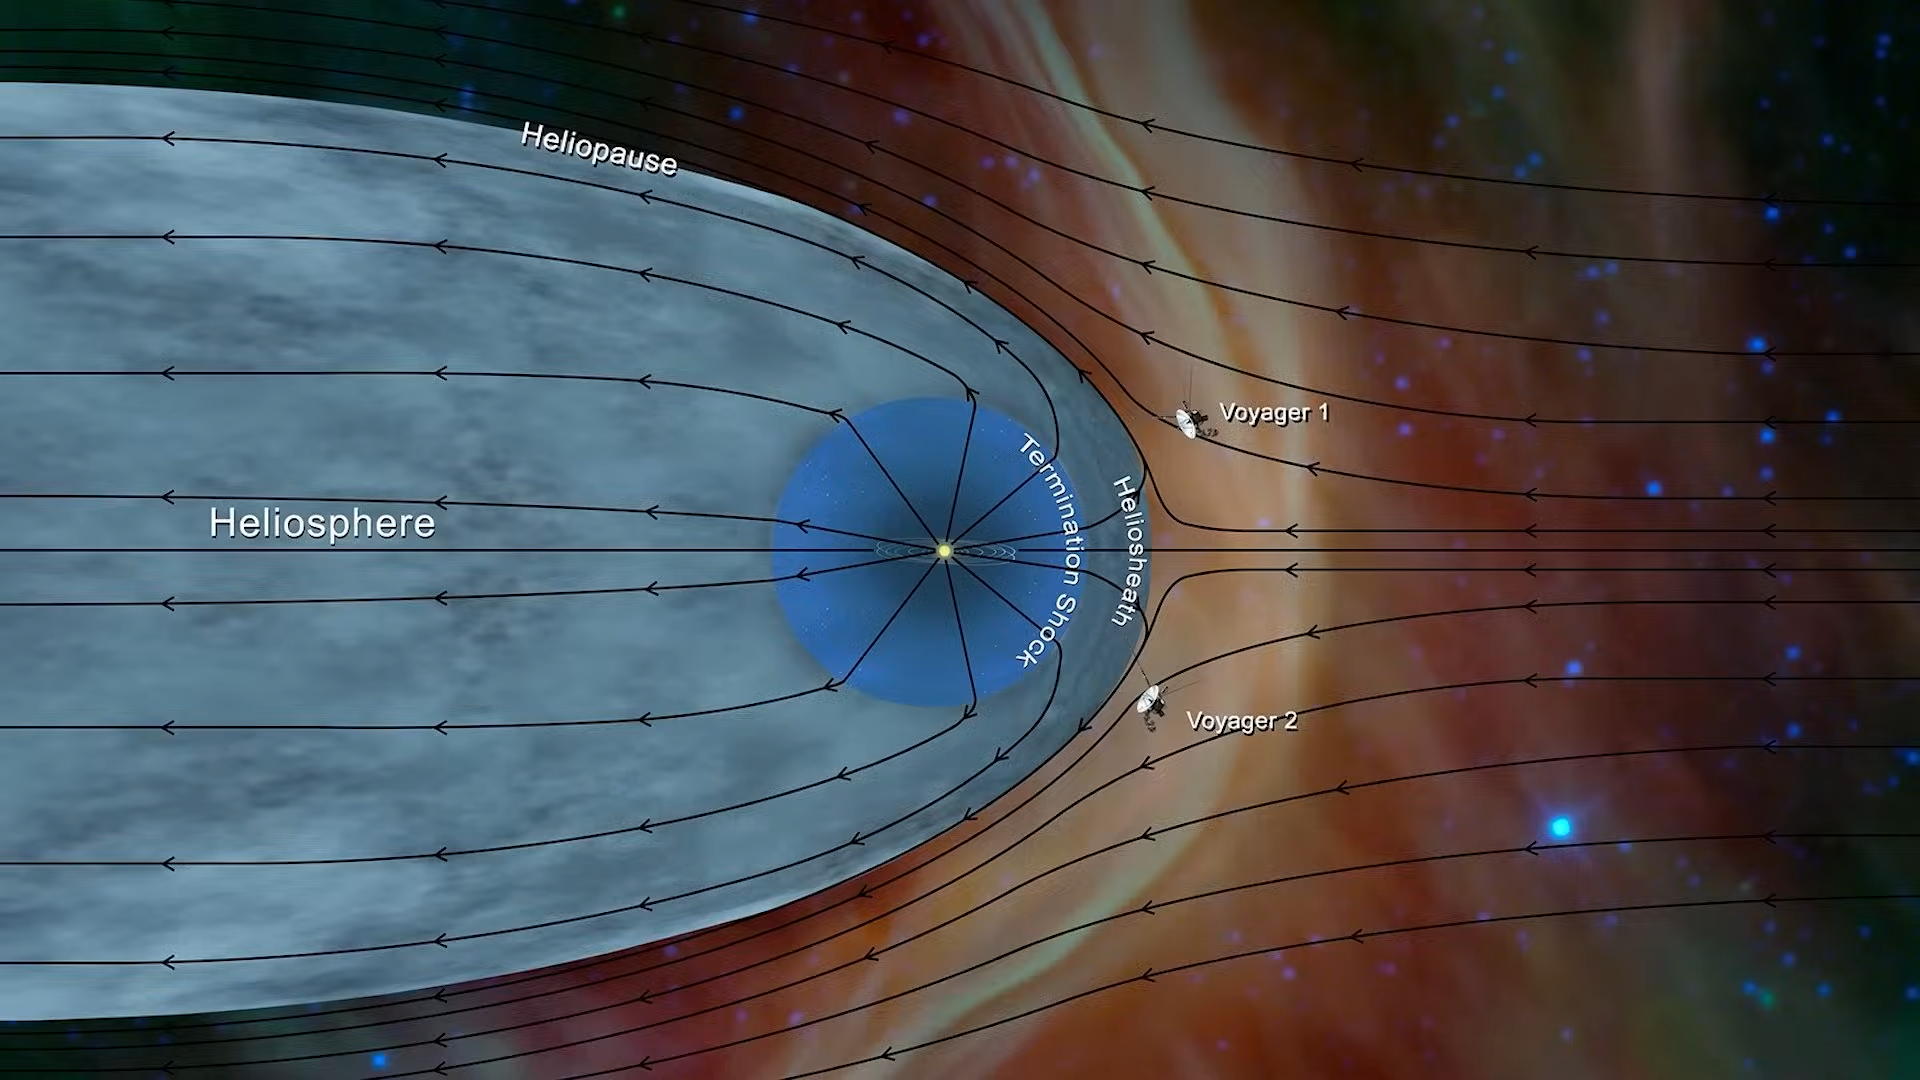 Heliopause
Voyager 1
Termination Shock
Heliosheath
Heliosphere
Voyager 2